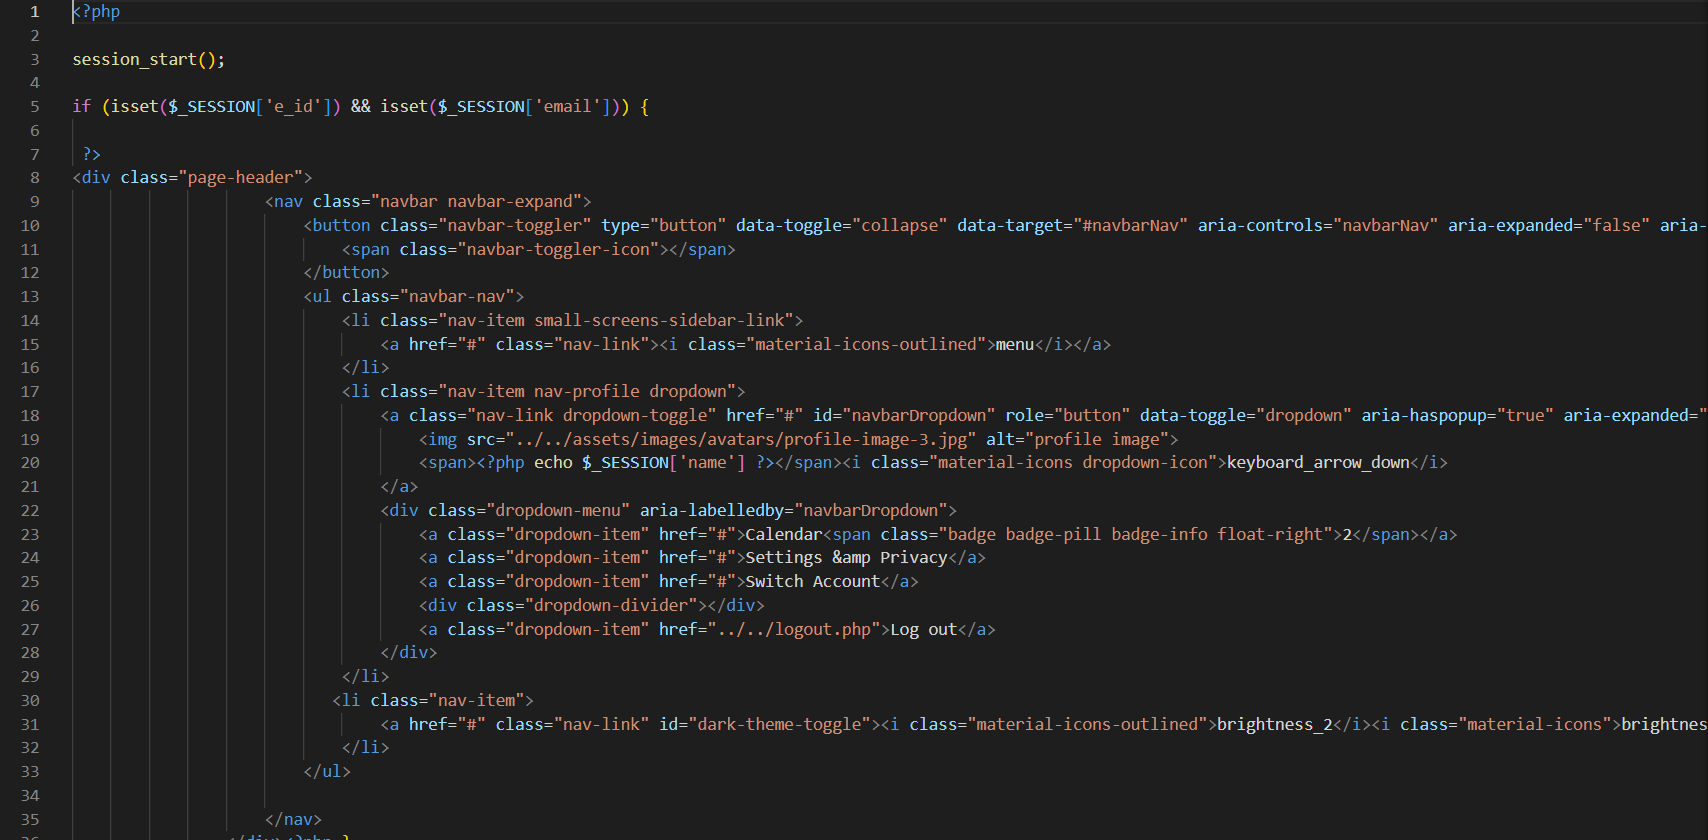 1 <?php
2
3 session_start();
4
5 if (isset($_SESSION['e_id']) && isset($_SESSION['email'])) {
6
7 ?>
8 <div class="page-header">
9 <nav class="navbar navbar-expand">
10 <button class="navbar-toggler" type="button" data-toggle="collapse" data-target="#navbarNav" aria-controls="navbarNav" aria-expanded="false" aria-
11 <span class="navbar-toggler-icon"></span>
12 </button>
13 <ul class="navbar-nav">
14 <li class="nav-item small-screens-sidebar-link">
15 <a href="#" class="nav-link"><i class="material-icons-outlined">menu</i></a>
16 </li>
17 <li class="nav-item nav-profile dropdown">
18 <a class="nav-link dropdown-toggle" href="#" id="navbarDropdown" role="button" data-toggle="dropdown" aria-haspopup="true" aria-expanded="
19 <img src="../../assets/images/avatars/profile-image-3.jpg" alt="profile image">
20 <span><?php echo $_SESSION['name'] ?></span><i class="material-icons dropdown-icon">keyboard_arrow_down</i>
21 </a>
22 <div class="dropdown-menu" aria-labelledby="navbarDropdown">
23 <a class="dropdown-item" href="#">Calendar<span class="badge badge-pill badge-info float-right">2</span></a>
24 <a class="dropdown-item" href="#">Settings &amp Privacy</a>
25 <a class="dropdown-item" href="#">Switch Account</a>
26 <div class="dropdown-divider"></div>
27 <a class="dropdown-item" href="../../logout.php">Log out</a>
28 </div>
29 </li>
30 <li class="nav-item">
31 <a href="#" class="nav-link" id="dark-theme-toggle"><i class="material-icons-outlined">brightness_2</i><i class="material-icons">brightnes
32 </li>
33 </ul>
34
35 </nav>
36 </div><?php }